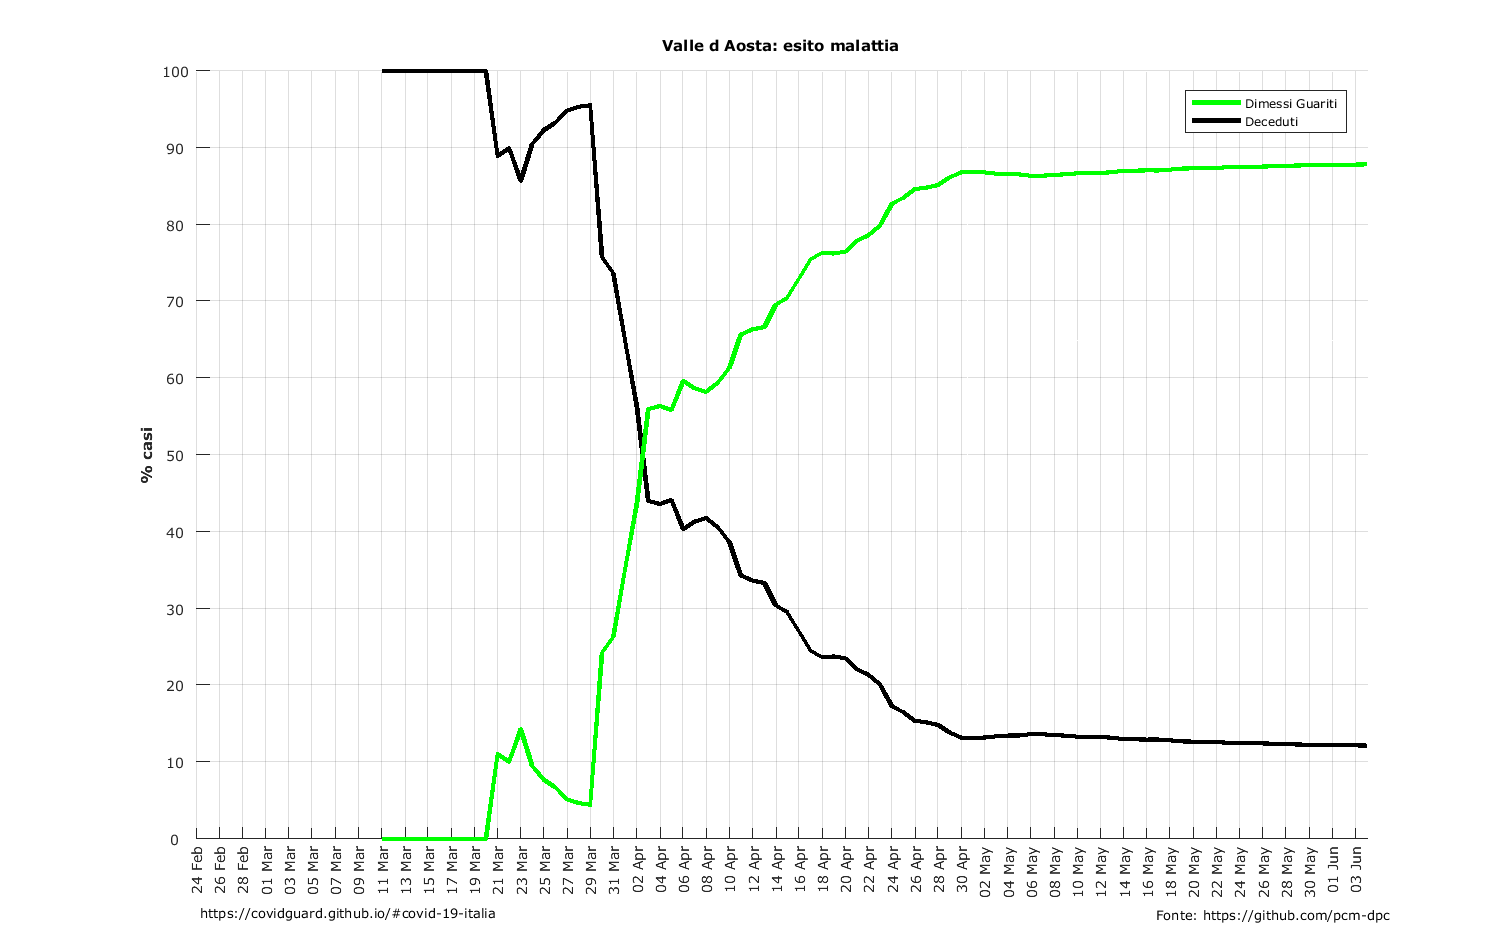 Valle d Aosta: esito malattia
Dimessi Guariti
Deceduti
% casi
100
90
80
70
60
50
40
30
20
10
0
24 Feb
26 Feb
28 Feb
01 Mar
03 Mar
05 Mar
07 Mar
09 Mar
11 Mar
13 Mar
15 Mar
17 Mar
19 Mar
21 Mar
23 Mar
25 Mar
27 Mar
29 Mar
31 Mar
02 Apr
04 Apr
06 Apr
08 Apr
10 Apr
12 Apr
14 Apr
16 Apr
18 Apr
20 Apr
22 Apr
24 Apr
26 Apr
28 Apr
30 Apr
02 May
04 May
06 May
08 May
10 May
12 May
14 May
16 May
18 May
20 May
22 May
24 May
26 May
28 May
30 May
01 Jun
03 Jun
https://covidguard.github.io/#covid-19-italia
Fonte: https://github.com/pcm-dpc